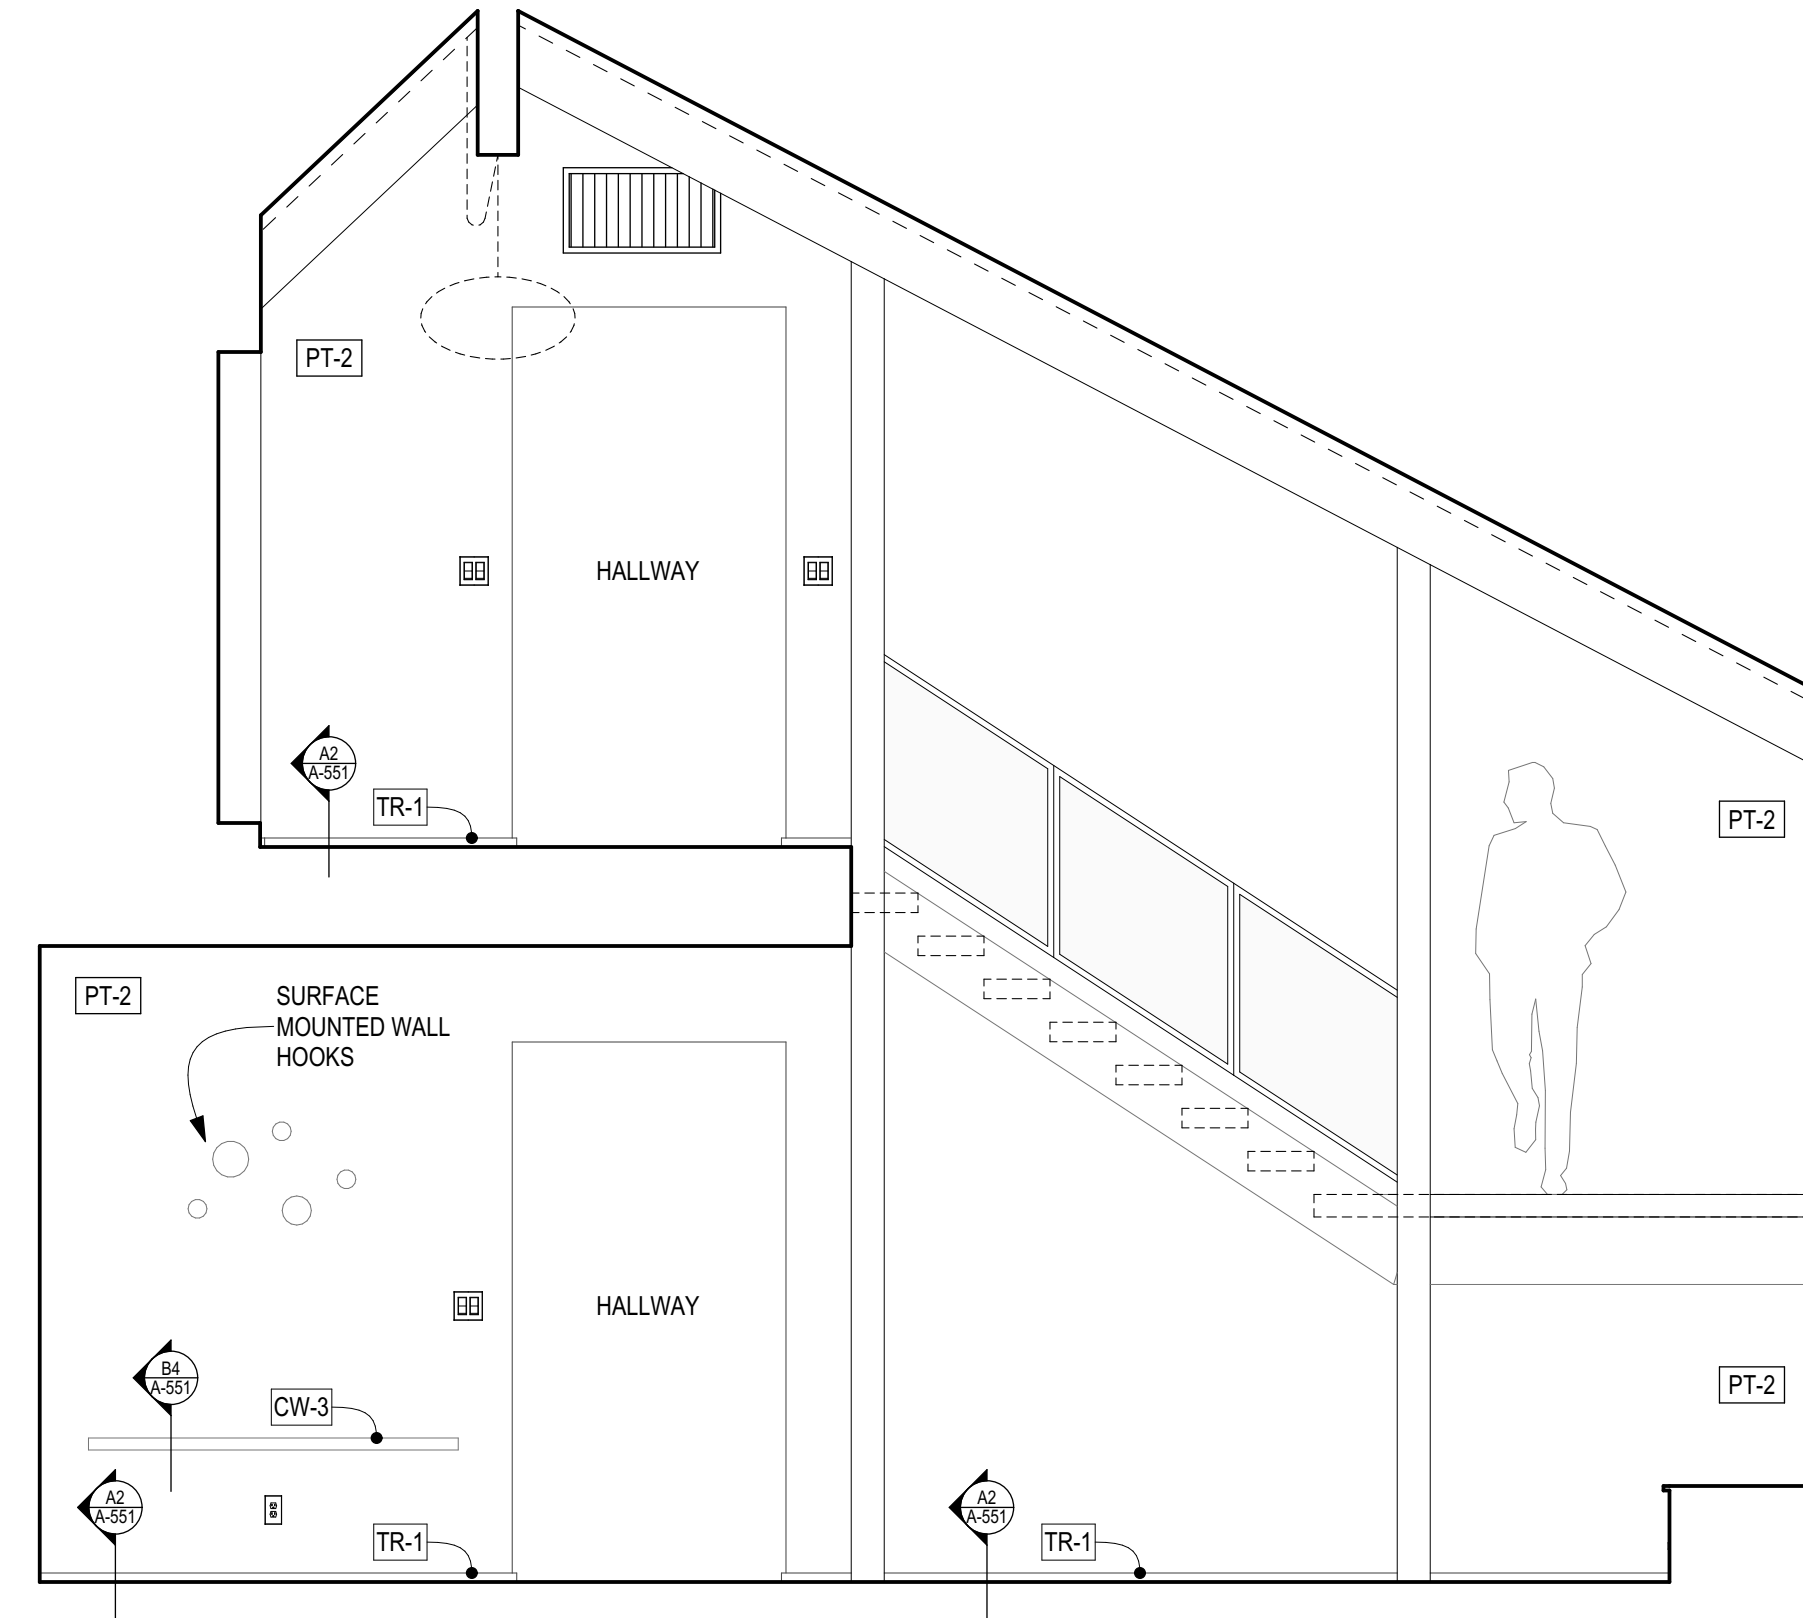 PT-2
HALLWAY
A2
A-551
TR-1
PT-2
PT-2
SURFACE
MOUNTED WALL
HOOKS
HALLWAY
B4
A-551
CW-3
PT-2
A2
A-551
A2
A-551
TR-1
TR-1